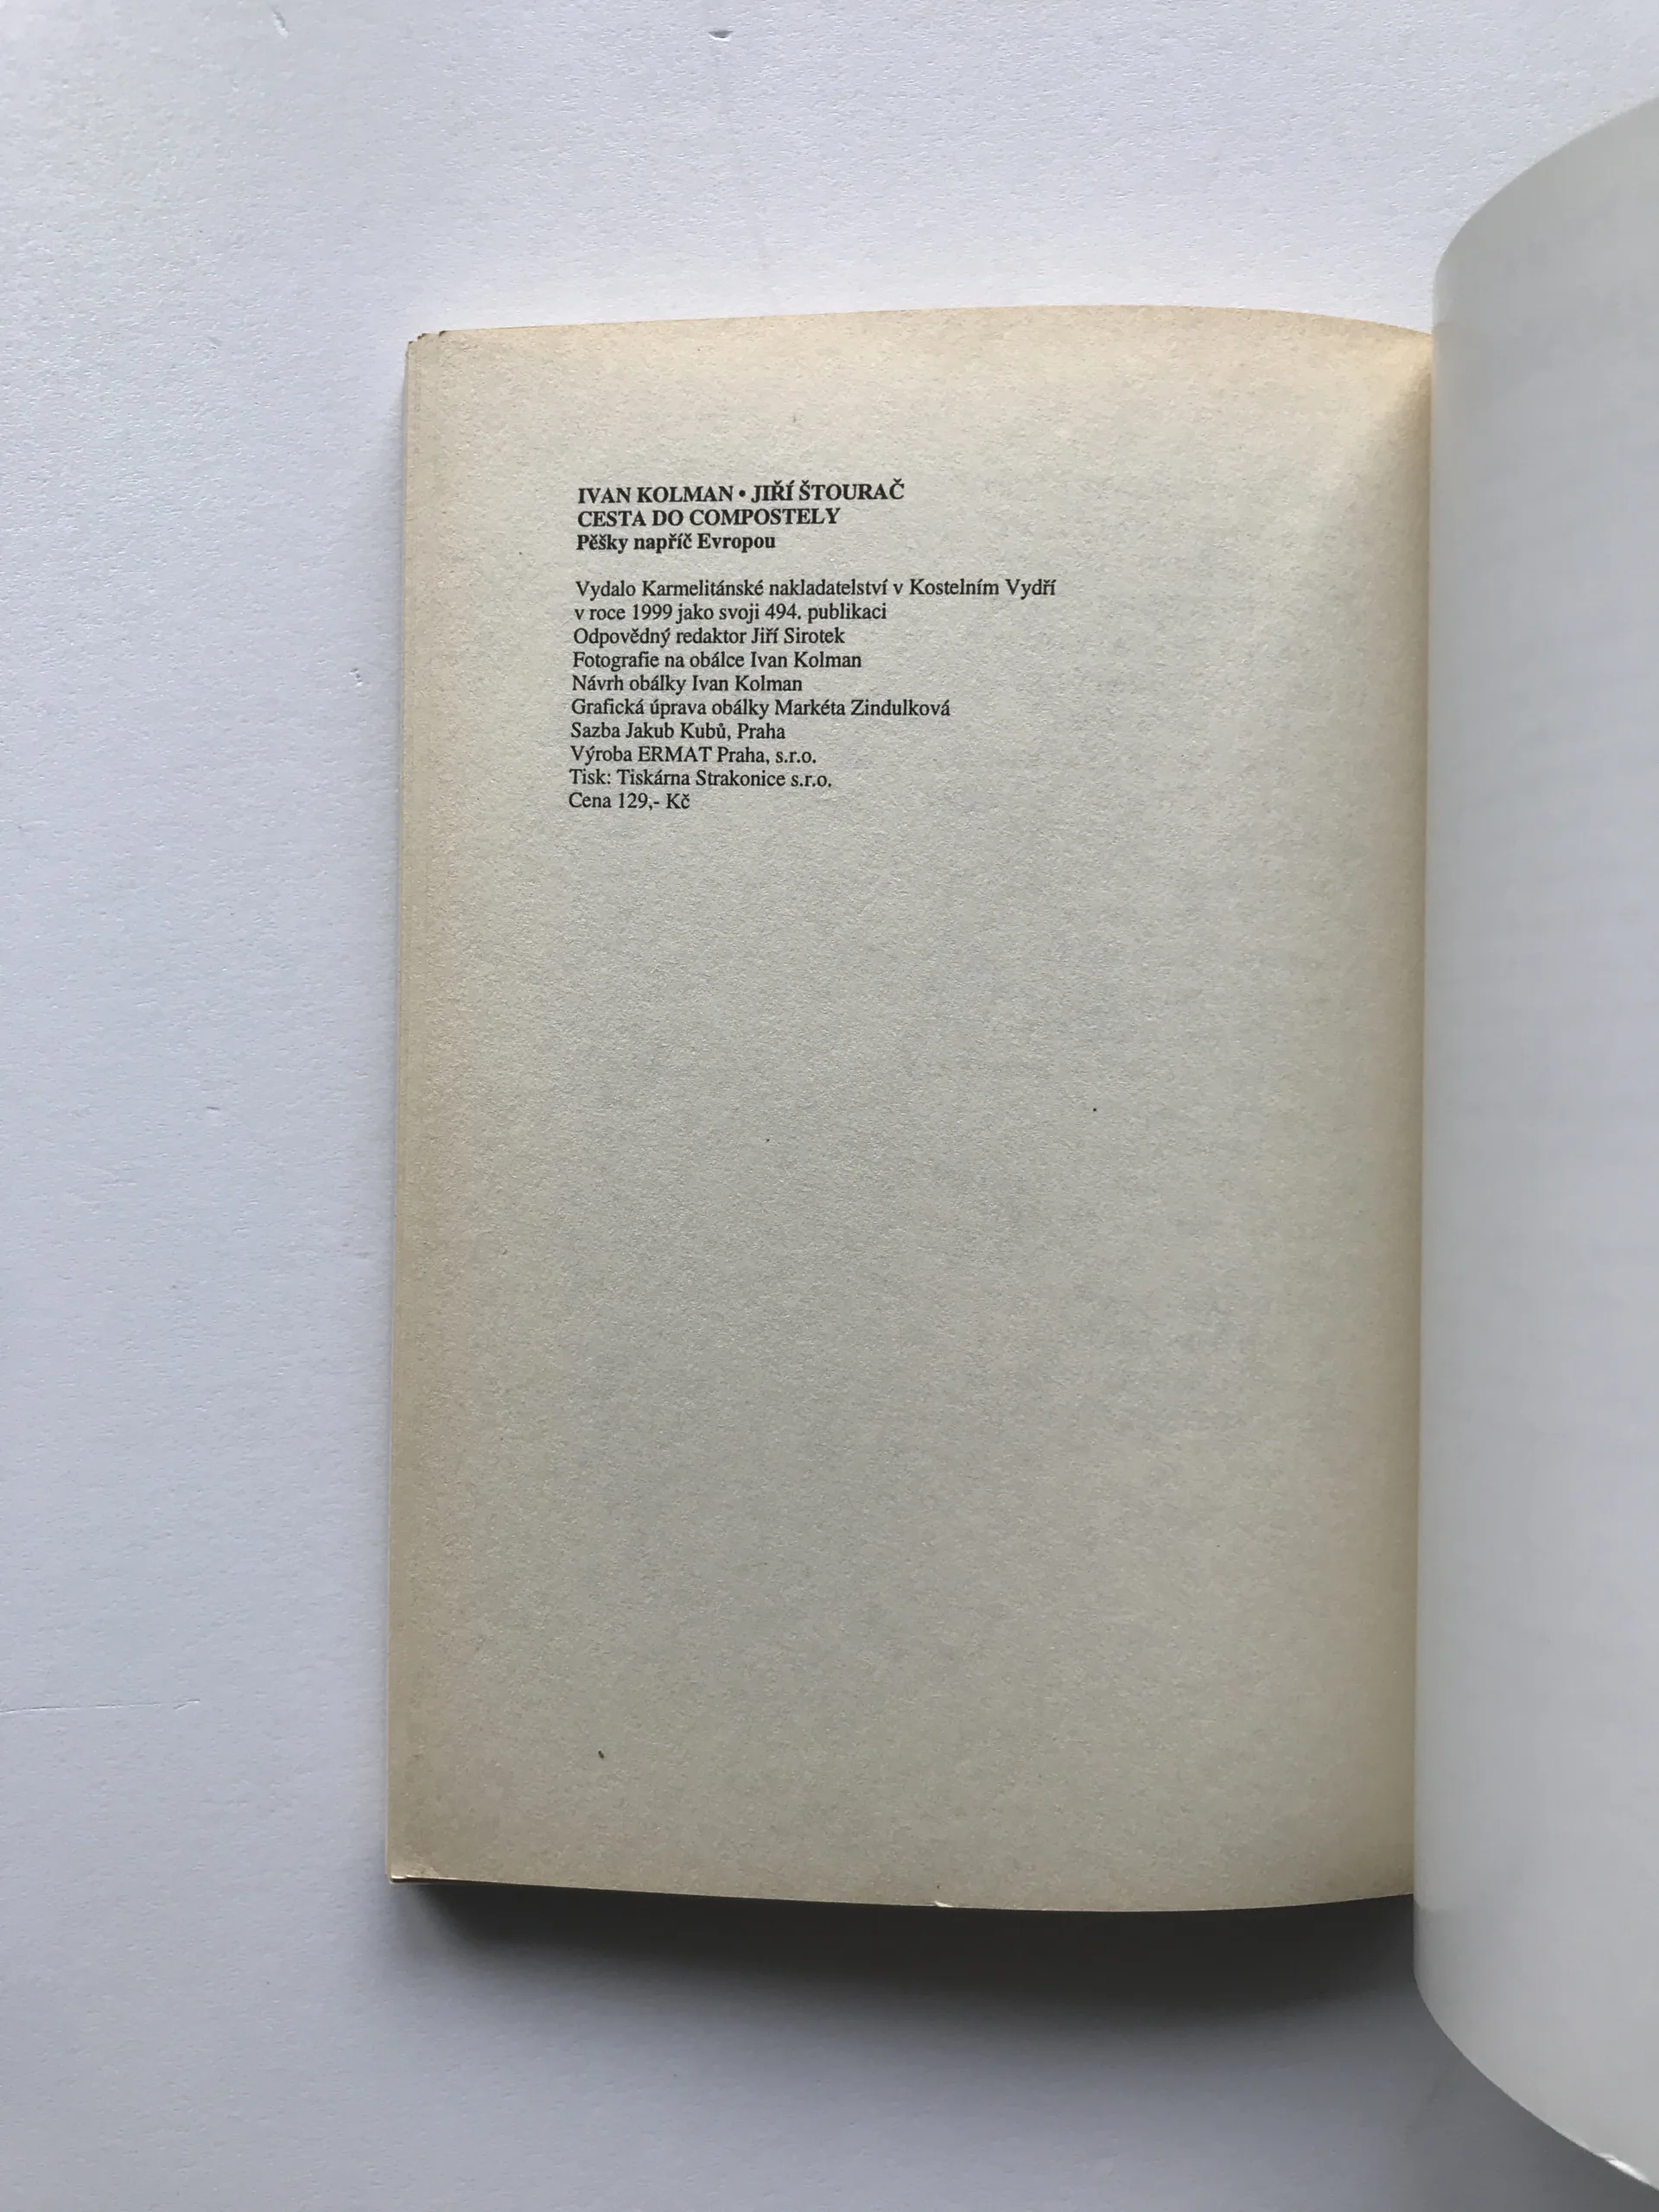 IVAN KOLMAN • JIŘÍ ŠTOURAČ
CESTA DO COMPOSTELY
Pěšky napříč Evropou
Vydalo Karmelitánské nakladatelství v Kostelním Vydří
v roce 1999 jako svoji 494. publikaci
Odpovědný redaktor Jiří Sirotek
Fotografie na obálce Ivan Kolman
Návrh obálky Ivan Kolman
Grafická úprava obálky Markéta Zindulková
Sazba Jakub Kubů, Praha
Výroba ERMAT Praha, s.r.o.
Tisk: Tiskárna Strakonice s.r.o.
Cena 129,- Kč